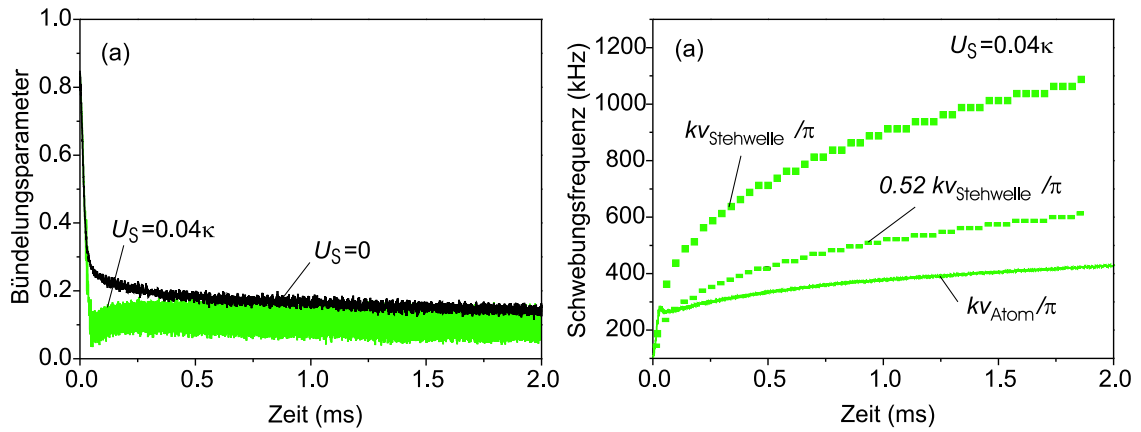 Bündelungsparameter
1.0
0.8
0.6
0.4
0.2
0.0
(a)
U_S=0.04κ
U_S=0
0.0 0.5 1.0 1.5 2.0
Zeit (ms)
Schwebungsfrequenz (kHz)
1200
1000
800
600
400
200
(a)
U_S=0.04κ
kv_Stehwelle /π
0.52 kv_Stehwelle /π
kv_Atom/π
0.0 0.5 1.0 1.5 2.0
Zeit (ms)